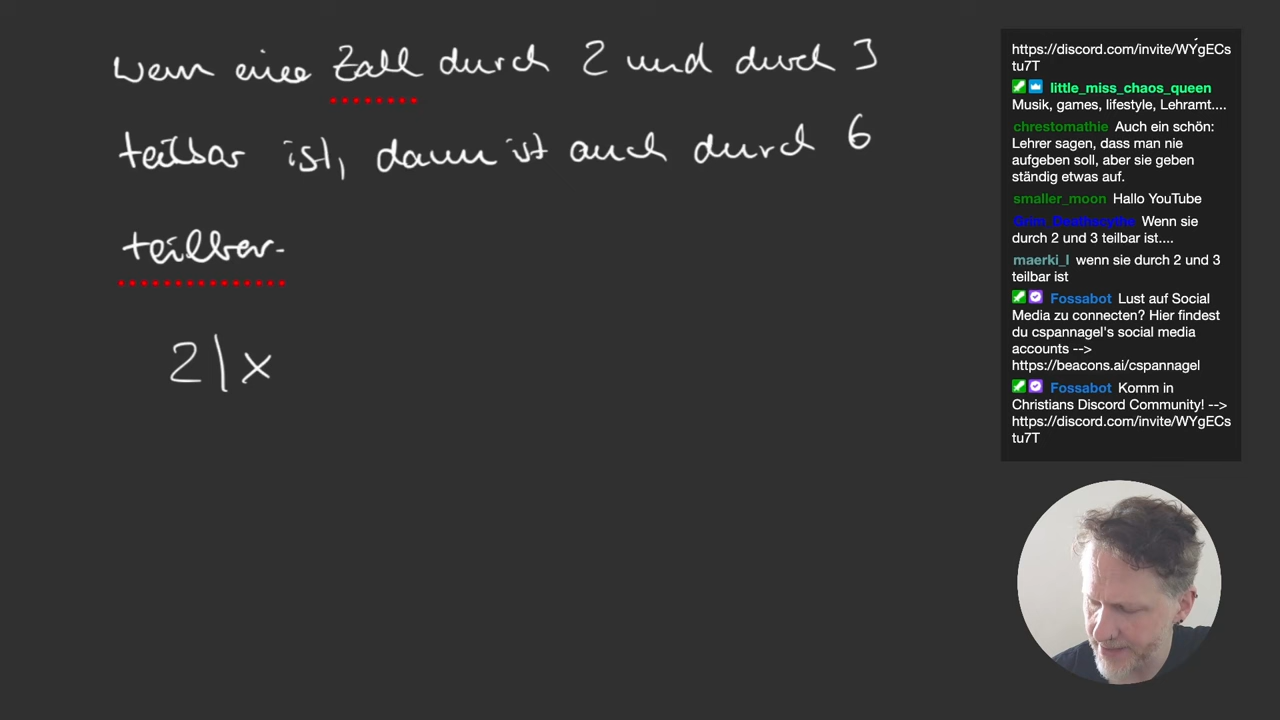 wenn eine Zahl durch 2 und durch 3
teilbar ist, dann ist auch durch 6
teilbar.
2|x
https://discord.com/invite/WYgECs
tu7T
little_miss_chaos_queen
Musik, games, lifestyle, Lehramt....
chrestomathie Auch ein schön:
Lehrer sagen, dass man nie
aufgeben soll, aber sie geben
ständig etwas auf.
smaller_moon Hallo YouTube
Grim_Deathscythe Wenn sie
durch 2 und 3 teilbar ist....
maerki_l wenn sie durch 2 und 3
teilbar ist
Fossabot Lust auf Social
Media zu connecten? Hier findest
du cspannagel's social media
accounts -->
https://beacons.ai/cspannagel
Fossabot Komm in
Christians Discord Community! -->
https://discord.com/invite/WYgECs
tu7T